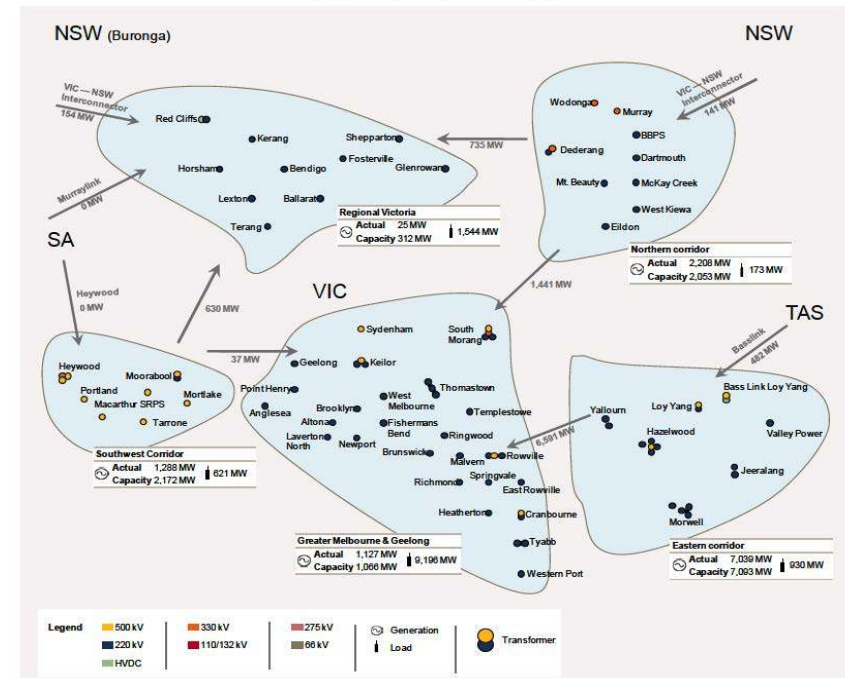 NSW (Buronga)
NSW
VIC — NSW
Interconnector
154 MW
VIC—NSW
Interconnector
141 MW
Red Cliffs
Kerang
Shepparton
Fosterville
Horsham
Bendigo
Glenrowan
Lexton
Ballarat
Terang
735 MW
Wodonga
Murray
BBPS
Dederang
Dartmouth
Mt. Beauty
McKay Creek
West Kiewa
Eildon
Murraylink
0 MW
Regional Victoria
Actual 25 MW
Capacity 312 MW
1,544 MW
Northern corridor
Actual 2,208 MW
Capacity 2,053 MW
173 MW
SA
Heywood
0 MW
630 MW
VIC
1,441 MW
TAS
Basslink
482 MW
37 MW
Heywood
Moorabool
Portland
Macarthur SRPS
Mortlake
Tarrone
Southwest Corridor
Actual 1,288 MW
Capacity 2,172 MW
621 MW
Sydenham
South
Morang
Geelong
Keilor
Point Henry
West
Melbourne
Thomastown
Anglesea
Brooklyn
Templestowe
Altona
Fishermans
Bend
Laverton
North
Newport
Ringwood
Brunswick
Malvern
Rowville
Richmond
Springvale
East Rowville
Heatherton
Cranbourne
Tyabb
Western Port
6,591 MW
Greater Melbourne & Geelong
Actual 1,127 MW
Capacity 1,066 MW
9,196 MW
Bass Link Loy Yang
Loy Yang
Yallourn
Hazelwood
Valley Power
Jeeralang
Morwell
Eastern corridor
Actual 7,039 MW
Capacity 7,093 MW
930 MW
Legend
500 kV
220 kV
HVDC
330 kV
110/132 kV
275 kV
66 kV
Generation
Load
Transformer